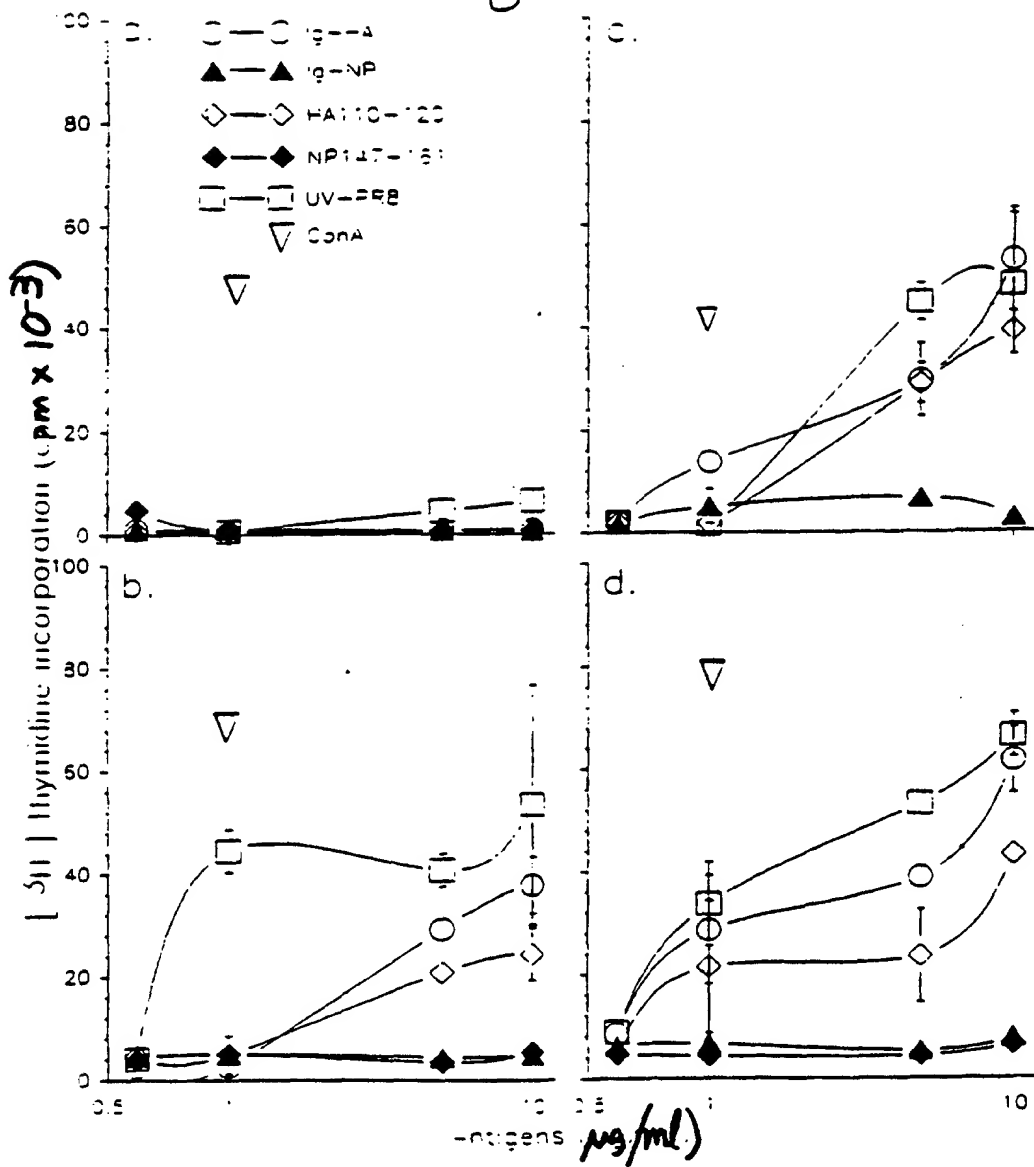 100
80
60
40
20
0
Ig-HA
Ig-NP
HA110-120
NP147-161
UV-PR8
ConA
c.
100
b.
d.
80
60
40
20
0
[3H] Thymidine incorporation (cpm x 10-3)
0.5 1 10 0.5 1 10
μg/ml)